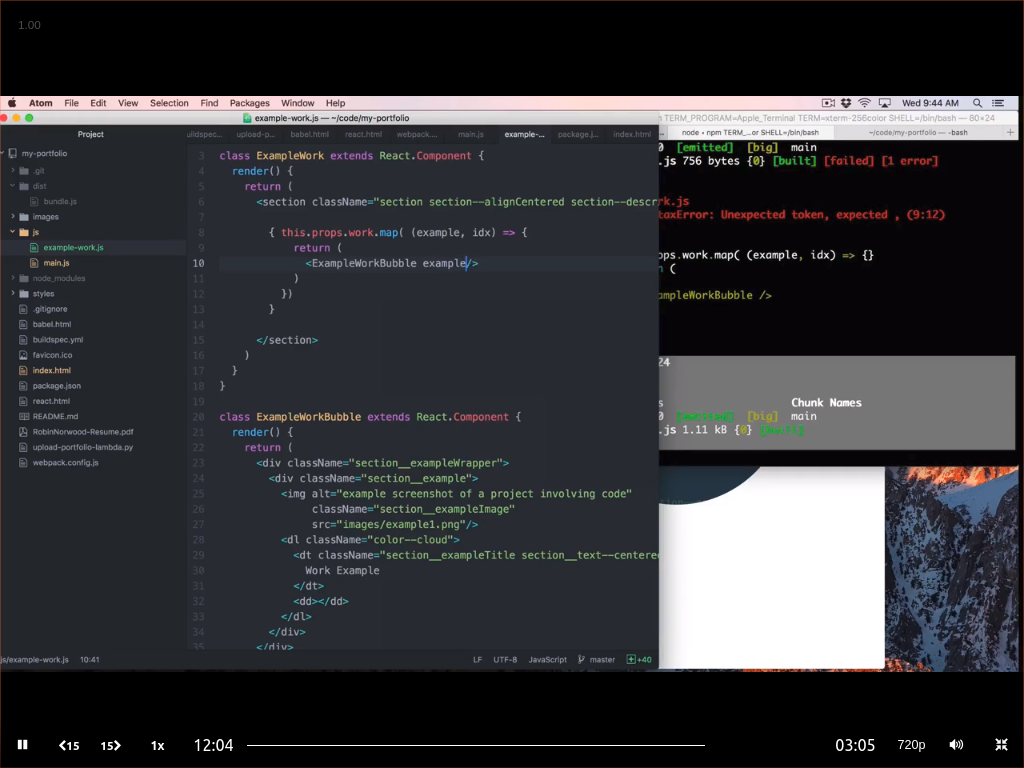 1.00
Atom File Edit View Selection Find Packages Window Help Wed 9:44 AM
example-work.js — ~/code/my-portfolio
TERM_PROGRAM=Apple_Terminal TERM=xterm-256color SHELL=/bin/bash — 80×24
node • npm TERM_...or SHELL=/bin/bash ~/code/my-portfolio — -bash +
Project
uildspec... upload-p... babel.html react.html webpack.... main.js example-... package.j... index.html
my-portfolio
.git
dist
bundle.js
images
js
example-work.js
main.js
node_modules
styles
.gitignore
babel.html
buildspec.yml
favicon.ico
index.html
package.json
react.html
README.md
RobinNorwood-Resume.pdf
upload-portfolio-lambda.py
webpack.config.js
3 class ExampleWork extends React.Component {
4 render() {
5 return (
6 <section className="section section--alignCentered section--descr
7
8 { this.props.work.map( (example, idx) => {
9 return (
10 <ExampleWorkBubble example/>
11 )
12 })
13 }
14
15 </section>
16 )
17 }
18 }
19
20 class ExampleWorkBubble extends React.Component {
21 render() {
22 return (
23 <div className="section__exampleWrapper">
24 <div className="section__example">
25 <img alt="example screenshot of a project involving code"
26 className="section__exampleImage"
27 src="images/example1.png"/>
28 <dl className="color--cloud">
29 <dt className="section__exampleTitle section__text--centere
30 Work Example
31 </dt>
32 <dd></dd>
33 </dl>
34 </div>
35 </div>
0 [emitted] [big] main
.js 756 bytes {0} [built] [failed] [1 error]
rk.js
taxError: Unexpected token, expected , (9:12)
ops.work.map( (example, idx) => {}
n (
ampleWorkBubble />
24
s Chunk Names
0 [emitted] [big] main
.js 1.11 kB {0} [built]
js/example-work.js 10:41 LF UTF-8 JavaScript master +40
15 15 1x 12:04 03:05 720p